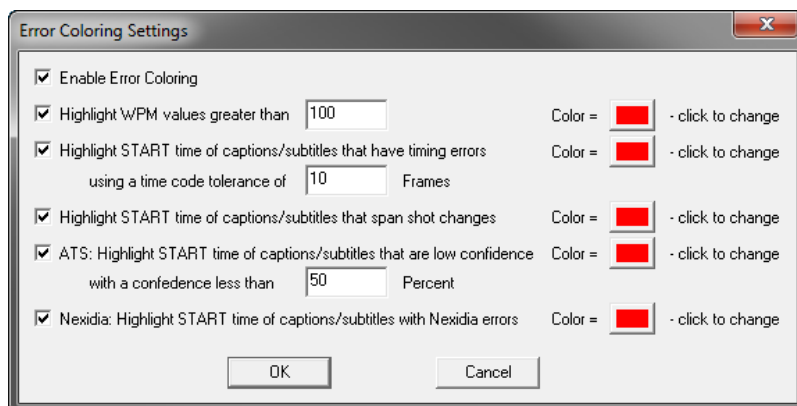 Error Coloring Settings
Enable Error Coloring
Highlight WPM values greater than 100 Color = - click to change
Highlight START time of captions/subtitles that have timing errors Color = - click to change
using a time code tolerance of 10 Frames
Highlight START time of captions/subtitles that span shot changes Color = - click to change
ATS: Highlight START time of captions/subtitles that are low confidence Color = - click to change
with a confedence less than 50 Percent
Nexidia: Highlight START time of captions/subtitles with Nexidia errors Color = - click to change
OK Cancel